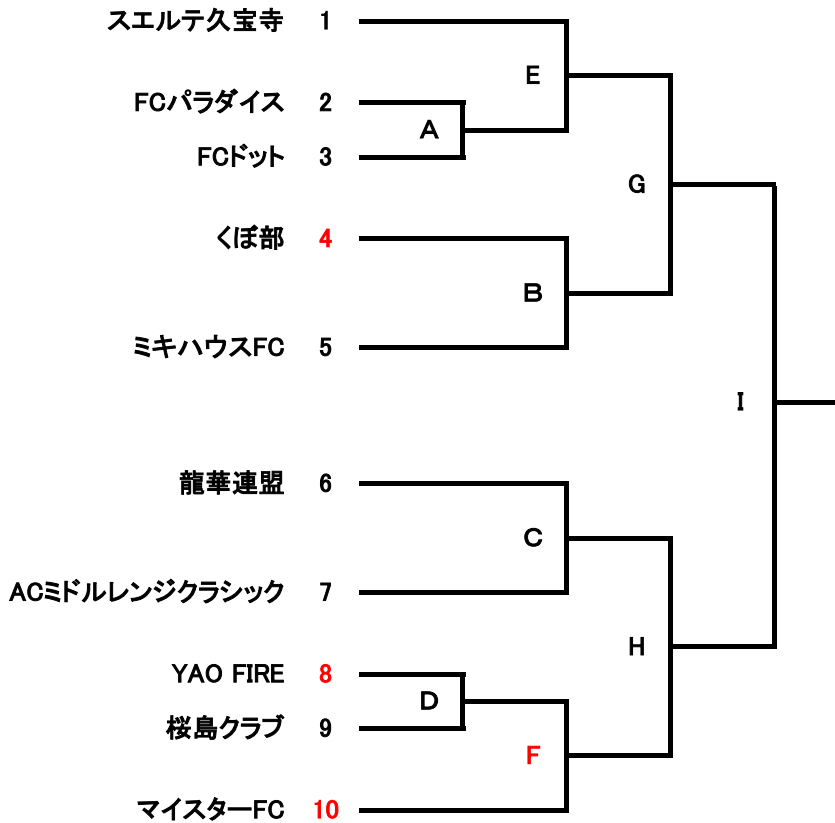 スエルテ久宝寺 1
E
FCパラダイス 2
A
FCドット 3
G
くぼ部 4
B
ミキハウスFC 5
I
龍華連盟 6
C
ACミドルレンジクラシック 7
H
YAO FIRE 8
D
桜島クラブ 9
F
マイスターFC 10